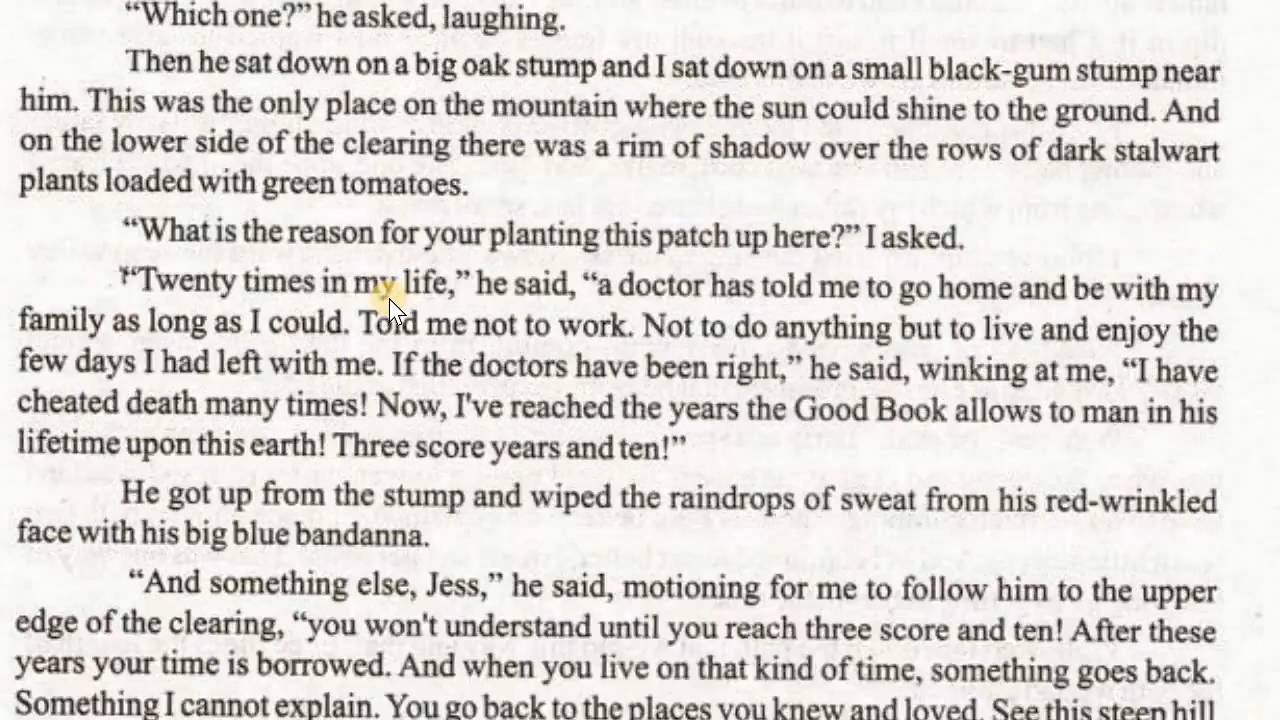 “Which one?” he asked, laughing.
Then he sat down on a big oak stump and I sat down on a small black-gum stump near
him. This was the only place on the mountain where the sun could shine to the ground. And
on the lower side of the clearing there was a rim of shadow over the rows of dark stalwart
plants loaded with green tomatoes.
“What is the reason for your planting this patch up here?” I asked.
“Twenty times in my life,” he said, “a doctor has told me to go home and be with my
family as long as I could. Told me not to work. Not to do anything but to live and enjoy the
few days I had left with me. If the doctors have been right,” he said, winking at me, “I have
cheated death many times! Now, I've reached the years the Good Book allows to man in his
lifetime upon this earth! Three score years and ten!”
He got up from the stump and wiped the raindrops of sweat from his red-wrinkled
face with his big blue bandanna.
“And something else, Jess,” he said, motioning for me to follow him to the upper
edge of the clearing, “you won't understand until you reach three score and ten! After these
years your time is borrowed. And when you live on that kind of time, something goes back.
Something I cannot explain. You go back to the places you knew and loved. See this steep hill